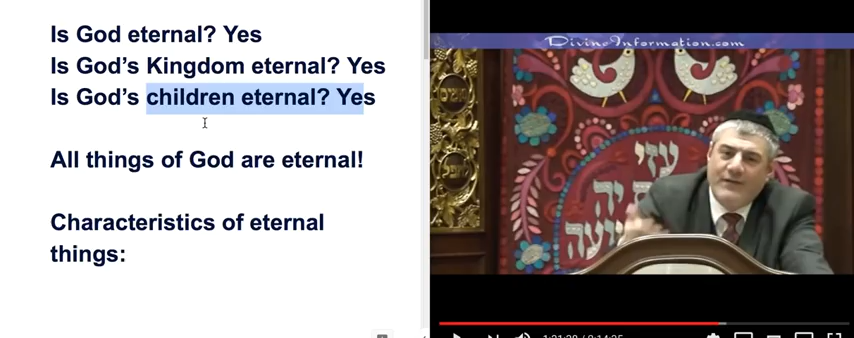 Is God eternal? Yes
Is God’s Kingdom eternal? Yes
Is God’s children eternal? Yes
All things of God are eternal!
Characteristics of eternal
things:
DivineInformation.com
עזי